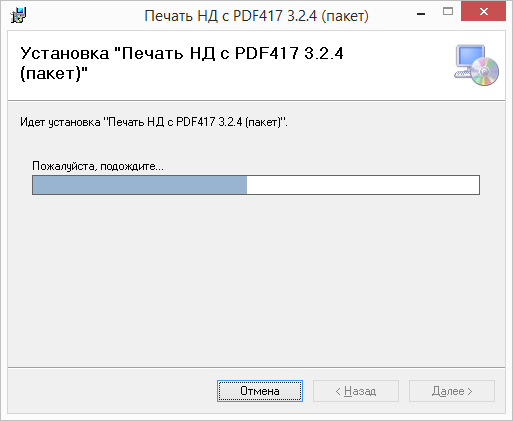 Печать НД с PDF417 3.2.4 (пакет)
Установка "Печать НД с PDF417 3.2.4
(пакет)"
Идет установка "Печать НД с PDF417 3.2.4 (пакет)".
Пожалуйста, подождите...
Отмена
< Назад
Далее >